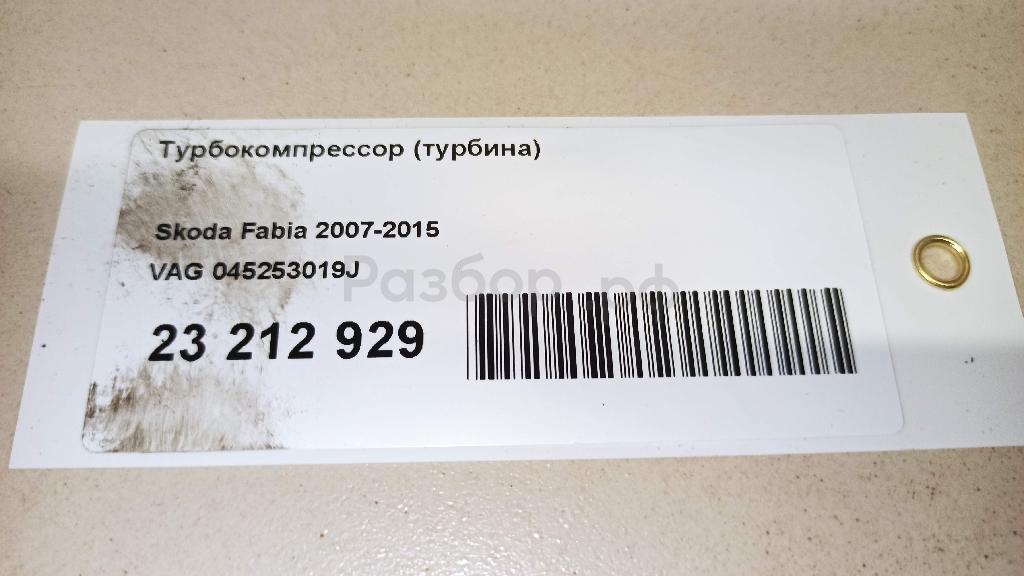 Турбокомпрессор (турбина)
Skoda Fabia 2007-2015
VAG 045253019J
Разбор.рф
23 212 929